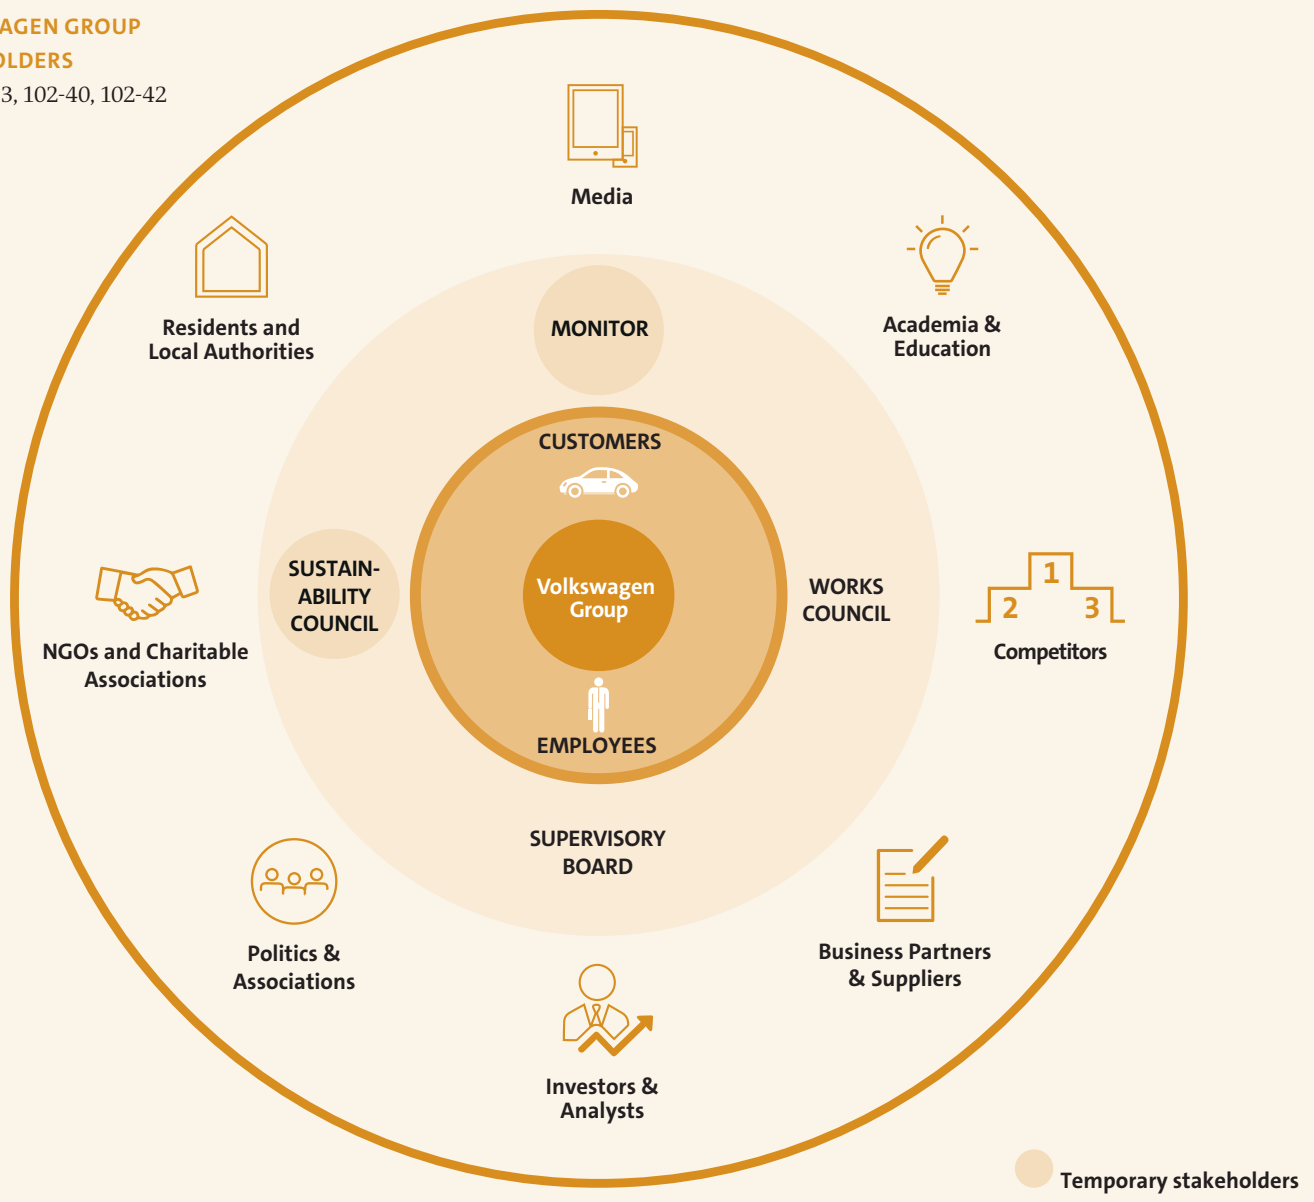 AGEN GROUP
OLDERS
3, 102-40, 102-42
Media
Residents and
Local Authorities
Academia &
Education
MONITOR
CUSTOMERS
SUSTAIN-
ABILITY
COUNCIL
Volkswagen
Group
WORKS
COUNCIL
1
2 3
Competitors
NGOs and Charitable
Associations
EMPLOYEES
SUPERVISORY
BOARD
Politics &
Associations
Business Partners
& Suppliers
Investors &
Analysts
Temporary stakeholders